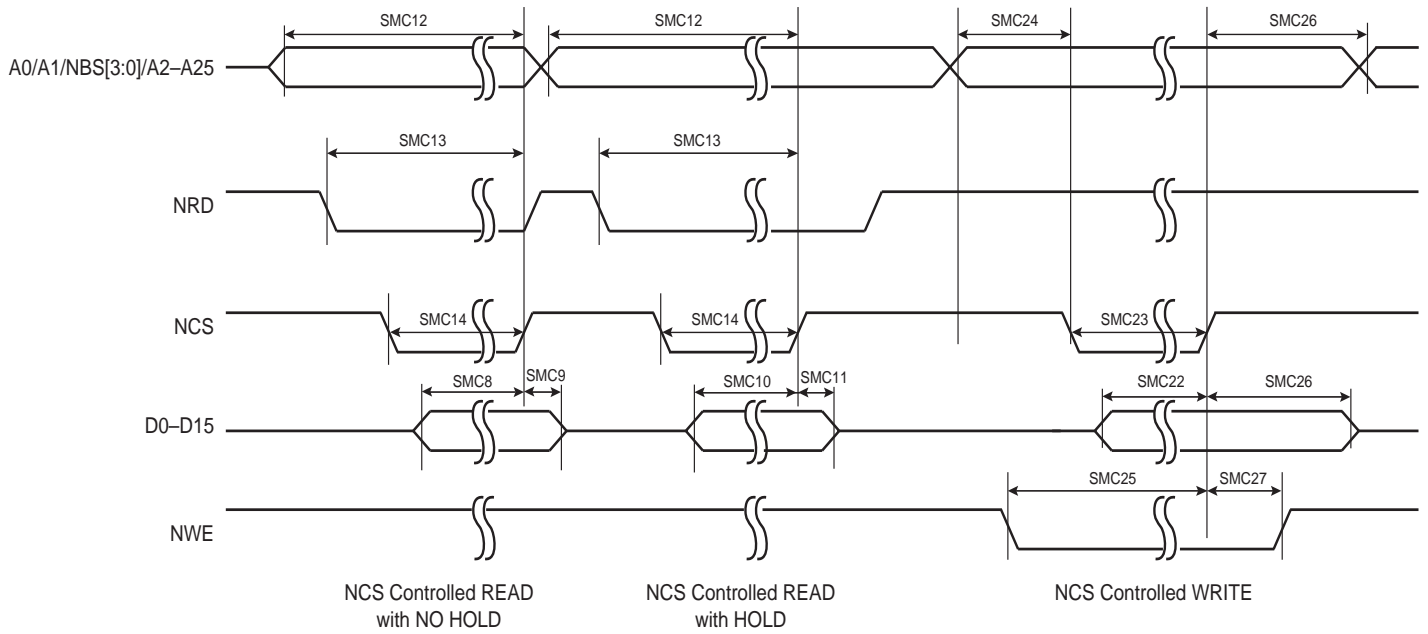 SMC12
SMC12
SMC24
SMC26
A0/A1/NBS[3:0]/A2–A25
SMC13
SMC13
NRD
NCS
SMC14
SMC14
SMC23
SMC8
SMC9
SMC10
SMC11
SMC22
SMC26
D0–D15
SMC25
SMC27
NWE
NCS Controlled READ
with NO HOLD
NCS Controlled READ
with HOLD
NCS Controlled WRITE